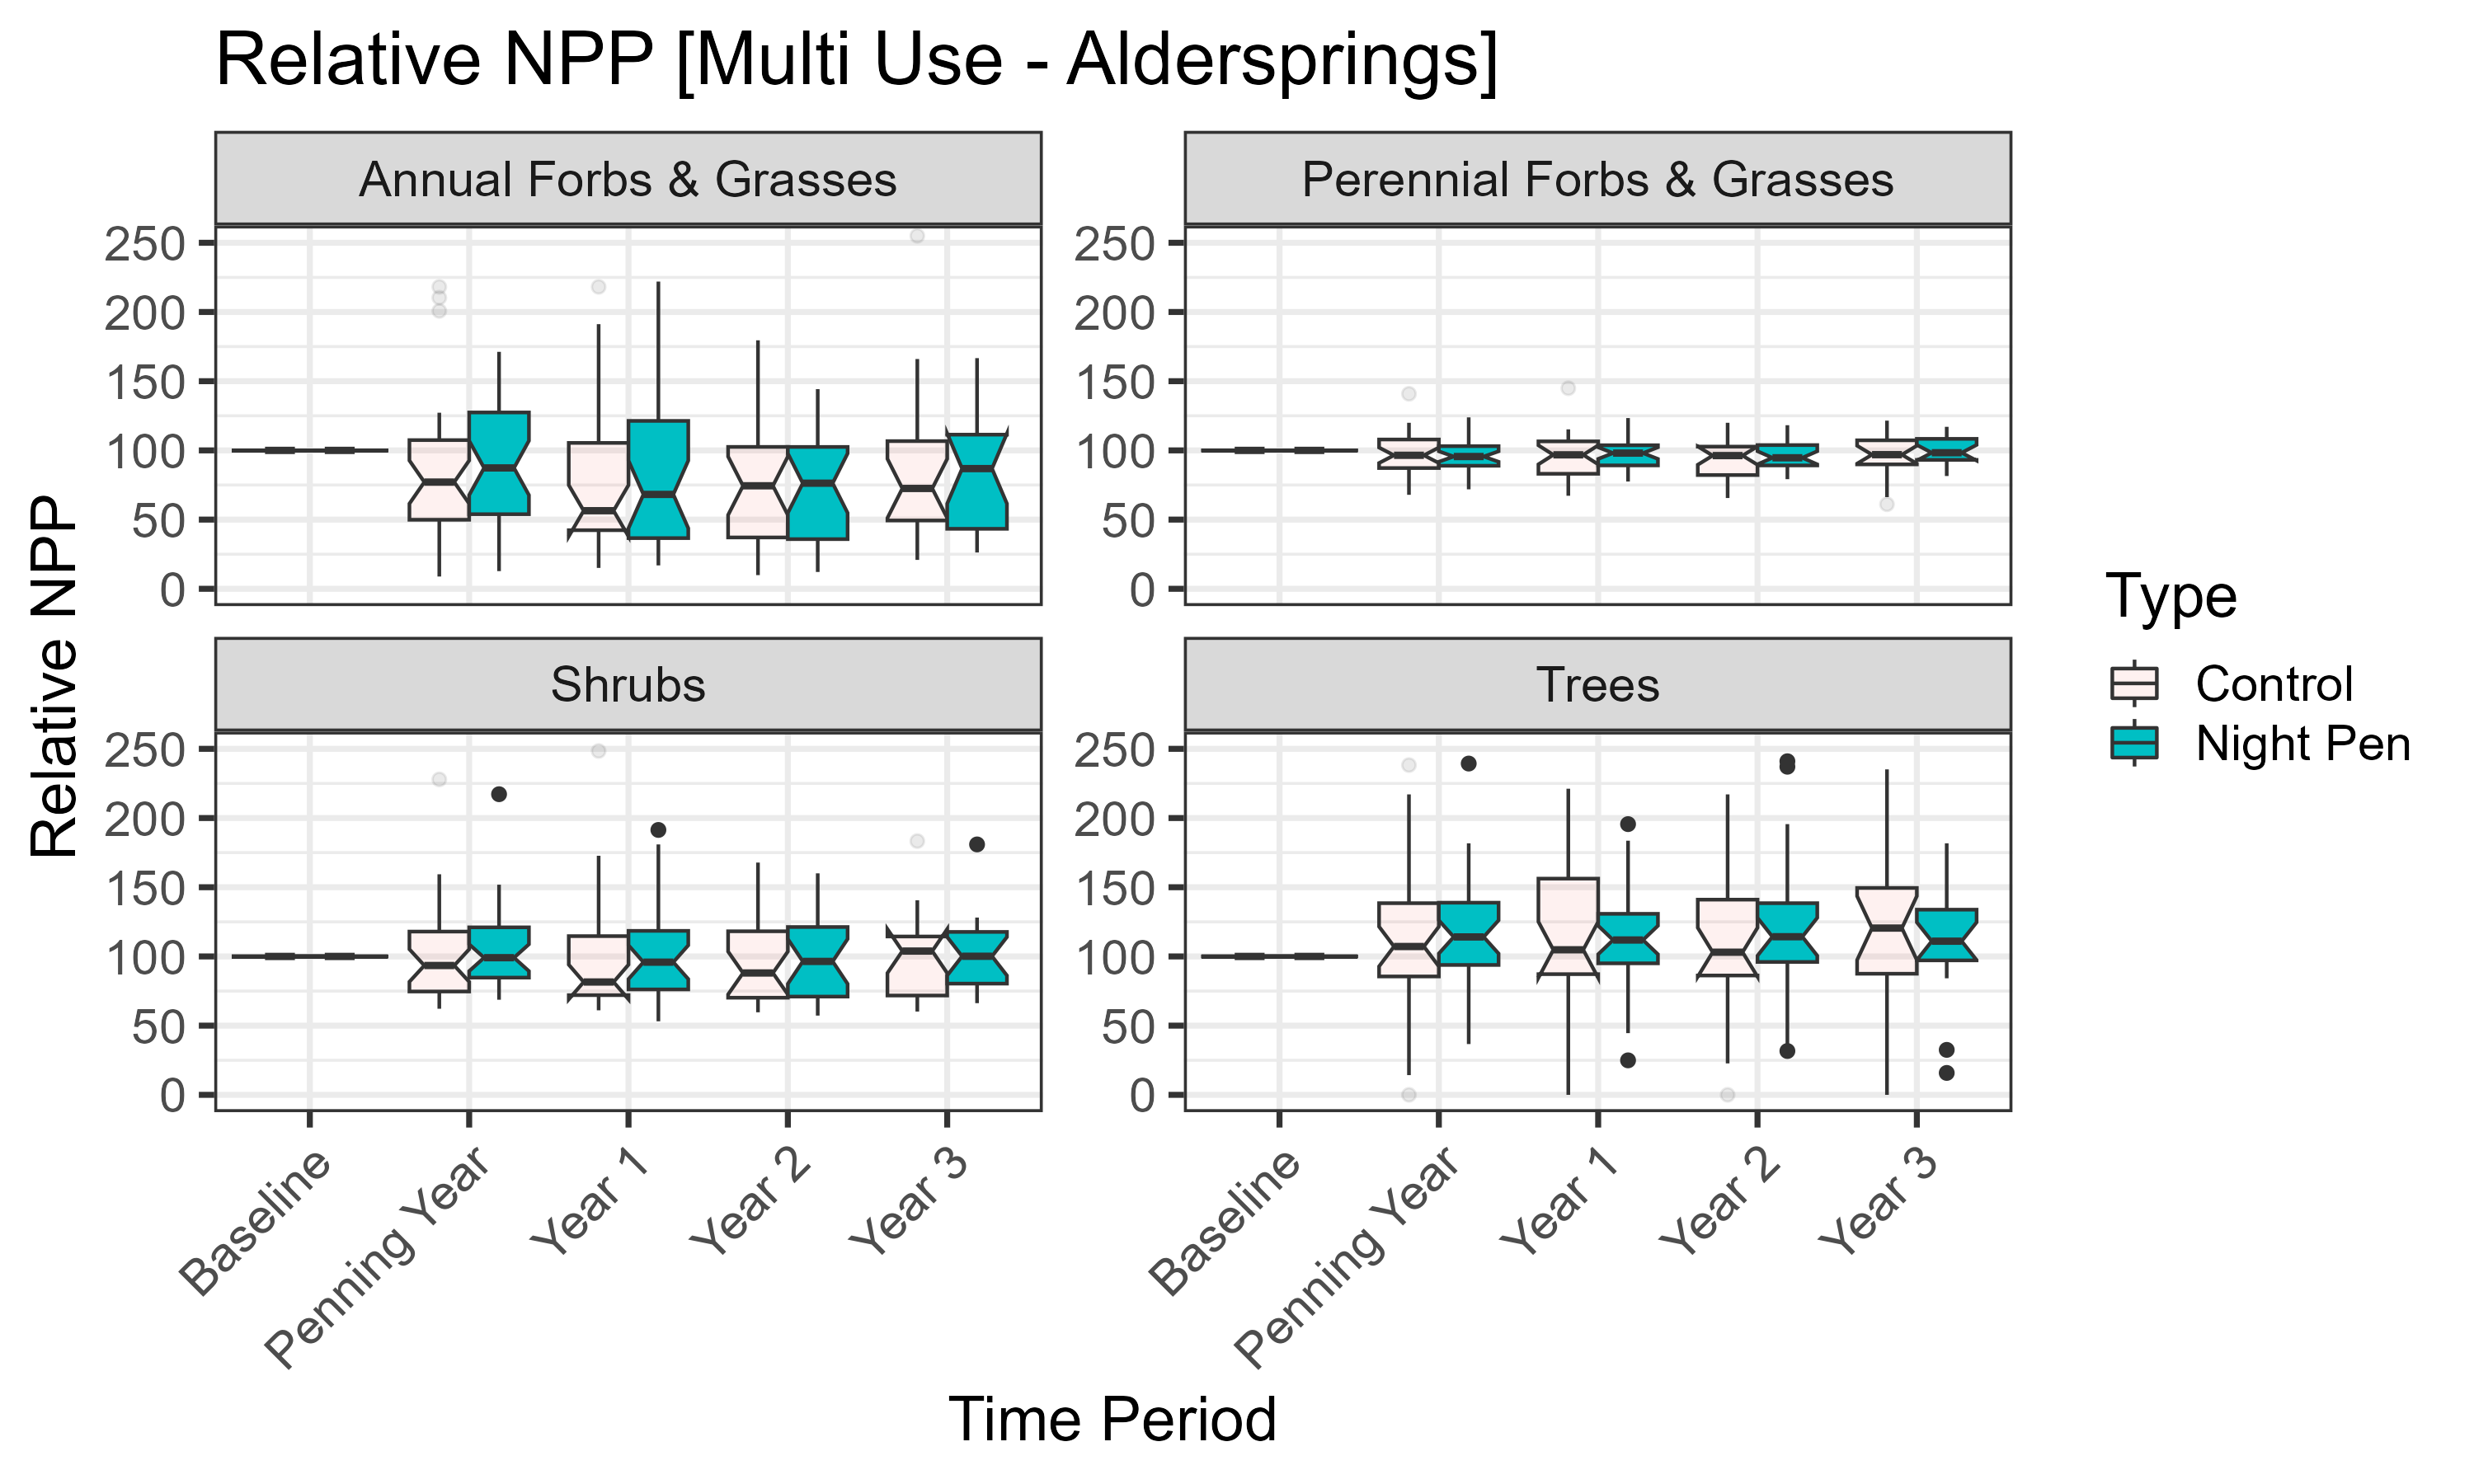 Relative NPP [Multi Use - Aldersprings]
Annual Forbs & Grasses
Perennial Forbs & Grasses
250
200
150
100
50
0
250
200
150
100
50
0
Shrubs
Trees
250
200
150
100
50
0
250
200
150
100
50
0
Relative NPP
Baseline
Penning Year
Year 1
Year 2
Year 3
Baseline
Penning Year
Year 1
Year 2
Year 3
Time Period
Type
Control
Night Pen